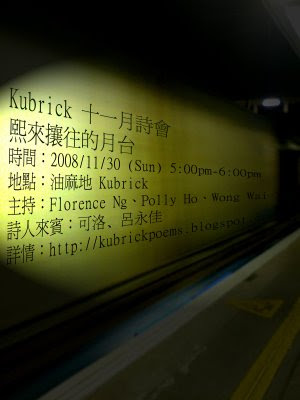 Kubrick 十一月詩會
熙來攘往的月台
時間：2008/11/30 (Sun) 5:00pm-6:00pm
地點：油麻地 Kubrick
主持：Florence Ng、Polly Ho、Wong Wai
詩人來賓：可洛、呂永佳
詳情：http://kubrickpoems.blogspot.